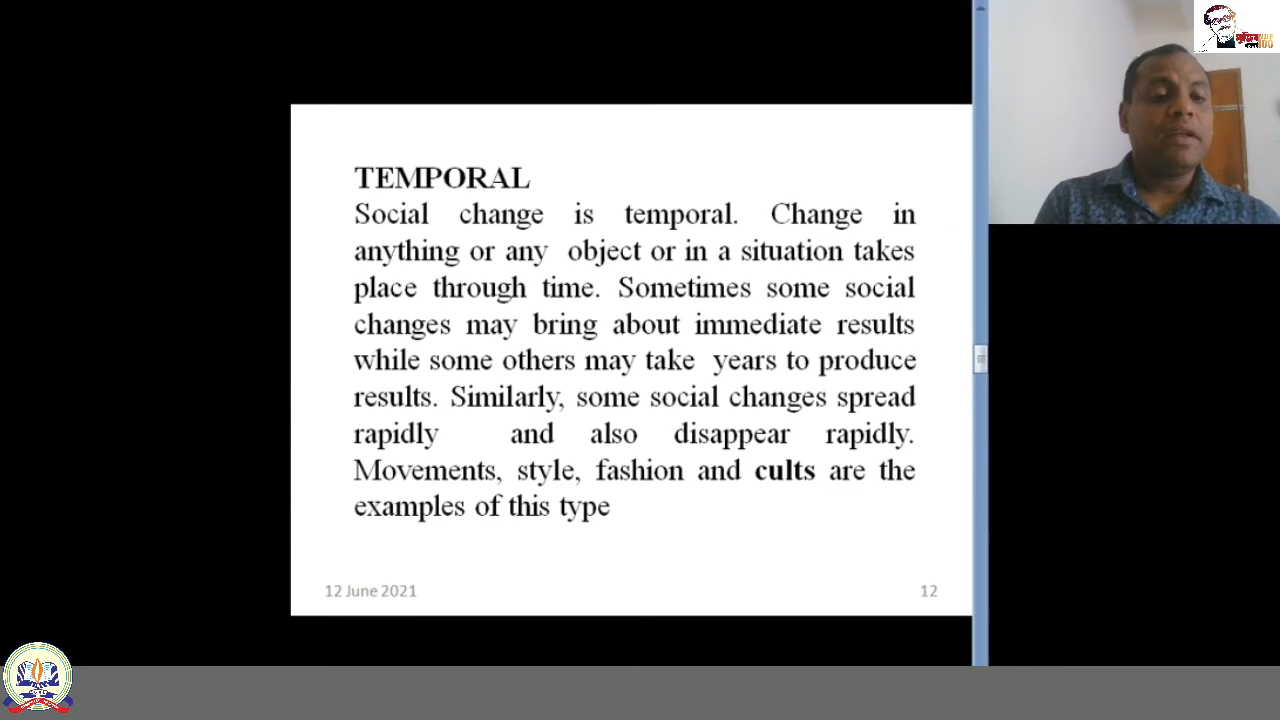 TEMPORAL
Social change is temporal. Change in
anything or any object or in a situation takes
place through time. Sometimes some social
changes may bring about immediate results
while some others may take years to produce
results. Similarly, some social changes spread
rapidly and also disappear rapidly.
Movements, style, fashion and cults are the
examples of this type
12 June 2021
12